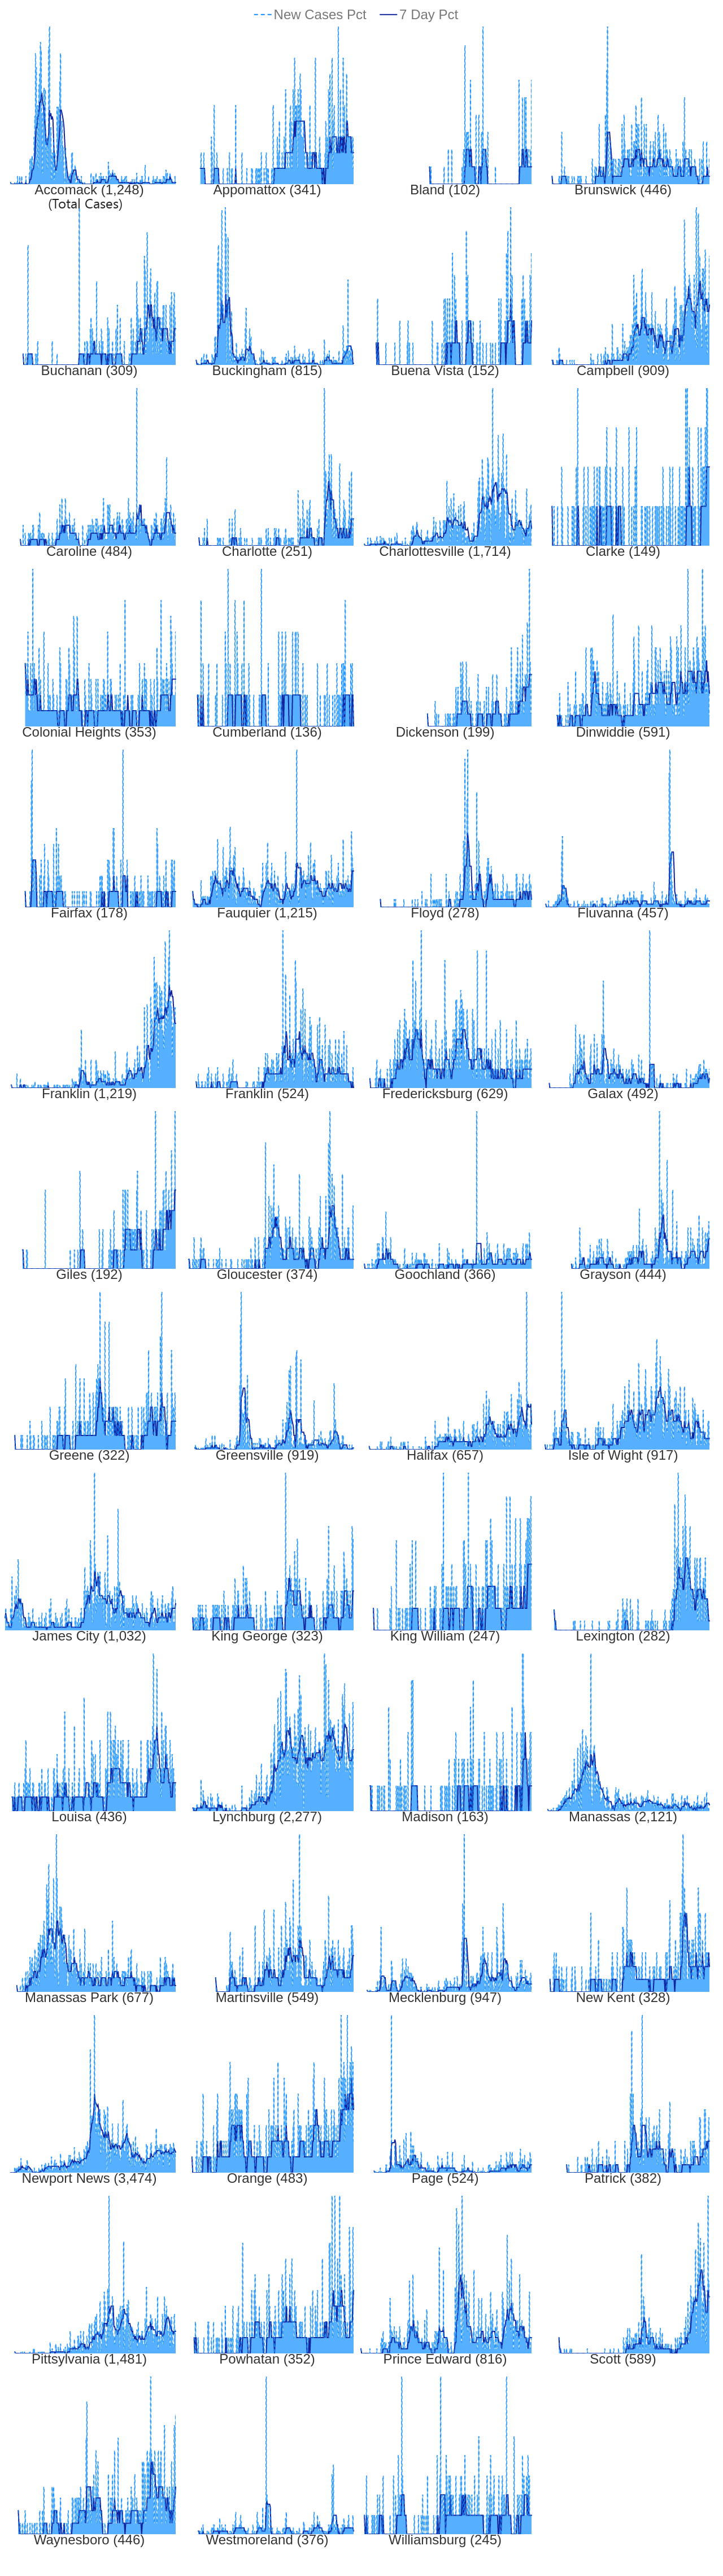 New Cases Pct 7 Day Pct
Accomack (1,248) Appomattox (341) Bland (102) Brunswick (446)
(Total Cases)
Buchanan (309) Buckingham (815) Buena Vista (152) Campbell (909)
Caroline (484) Charlotte (251) Charlottesville (1,714) Clarke (149)
Colonial Heights (353) Cumberland (136) Dickenson (199) Dinwiddie (591)
Fairfax (178) Fauquier (1,215) Floyd (278) Fluvanna (457)
Franklin (1,219) Franklin (524) Fredericksburg (629) Galax (492)
Giles (192) Gloucester (374) Goochland (366) Grayson (444)
Greene (322) Greensville (919) Halifax (657) Isle of Wight (917)
James City (1,032) King George (323) King William (247) Lexington (282)
Louisa (436) Lynchburg (2,277) Madison (163) Manassas (2,121)
Manassas Park (677) Martinsville (549) Mecklenburg (947) New Kent (328)
Newport News (3,474) Orange (483) Page (524) Patrick (382)
Pittsylvania (1,481) Powhatan (352) Prince Edward (816) Scott (589)
Waynesboro (446) Westmoreland (376) Williamsburg (245)